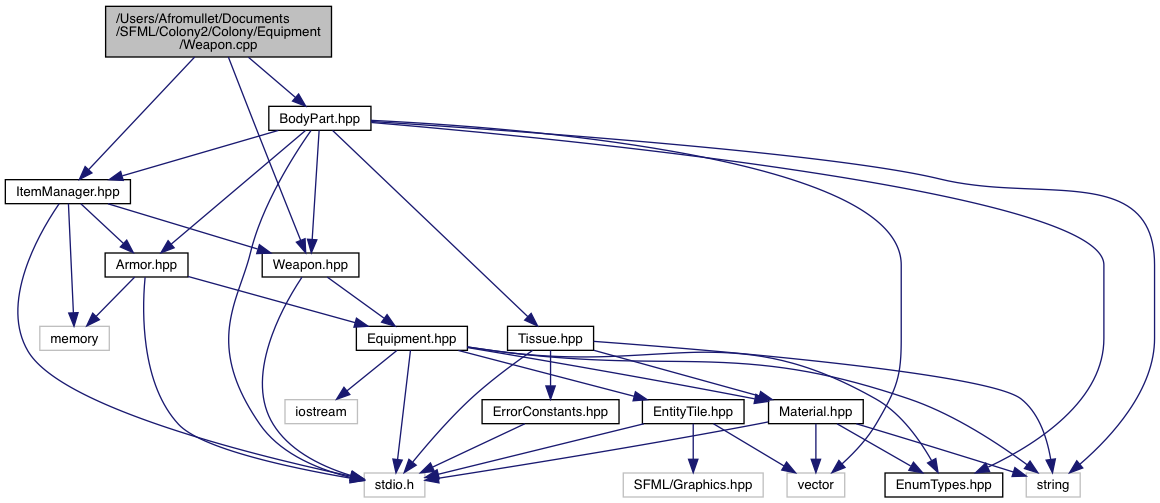 /Users/Afromullet/Documents
/SFML/Colony2/Colony/Equipment
/Weapon.cpp
BodyPart.hpp
ItemManager.hpp
Armor.hpp
Weapon.hpp
memory
Equipment.hpp
Tissue.hpp
iostream
ErrorConstants.hpp
EntityTile.hpp
Material.hpp
stdio.h
SFML/Graphics.hpp
vector
EnumTypes.hpp
string